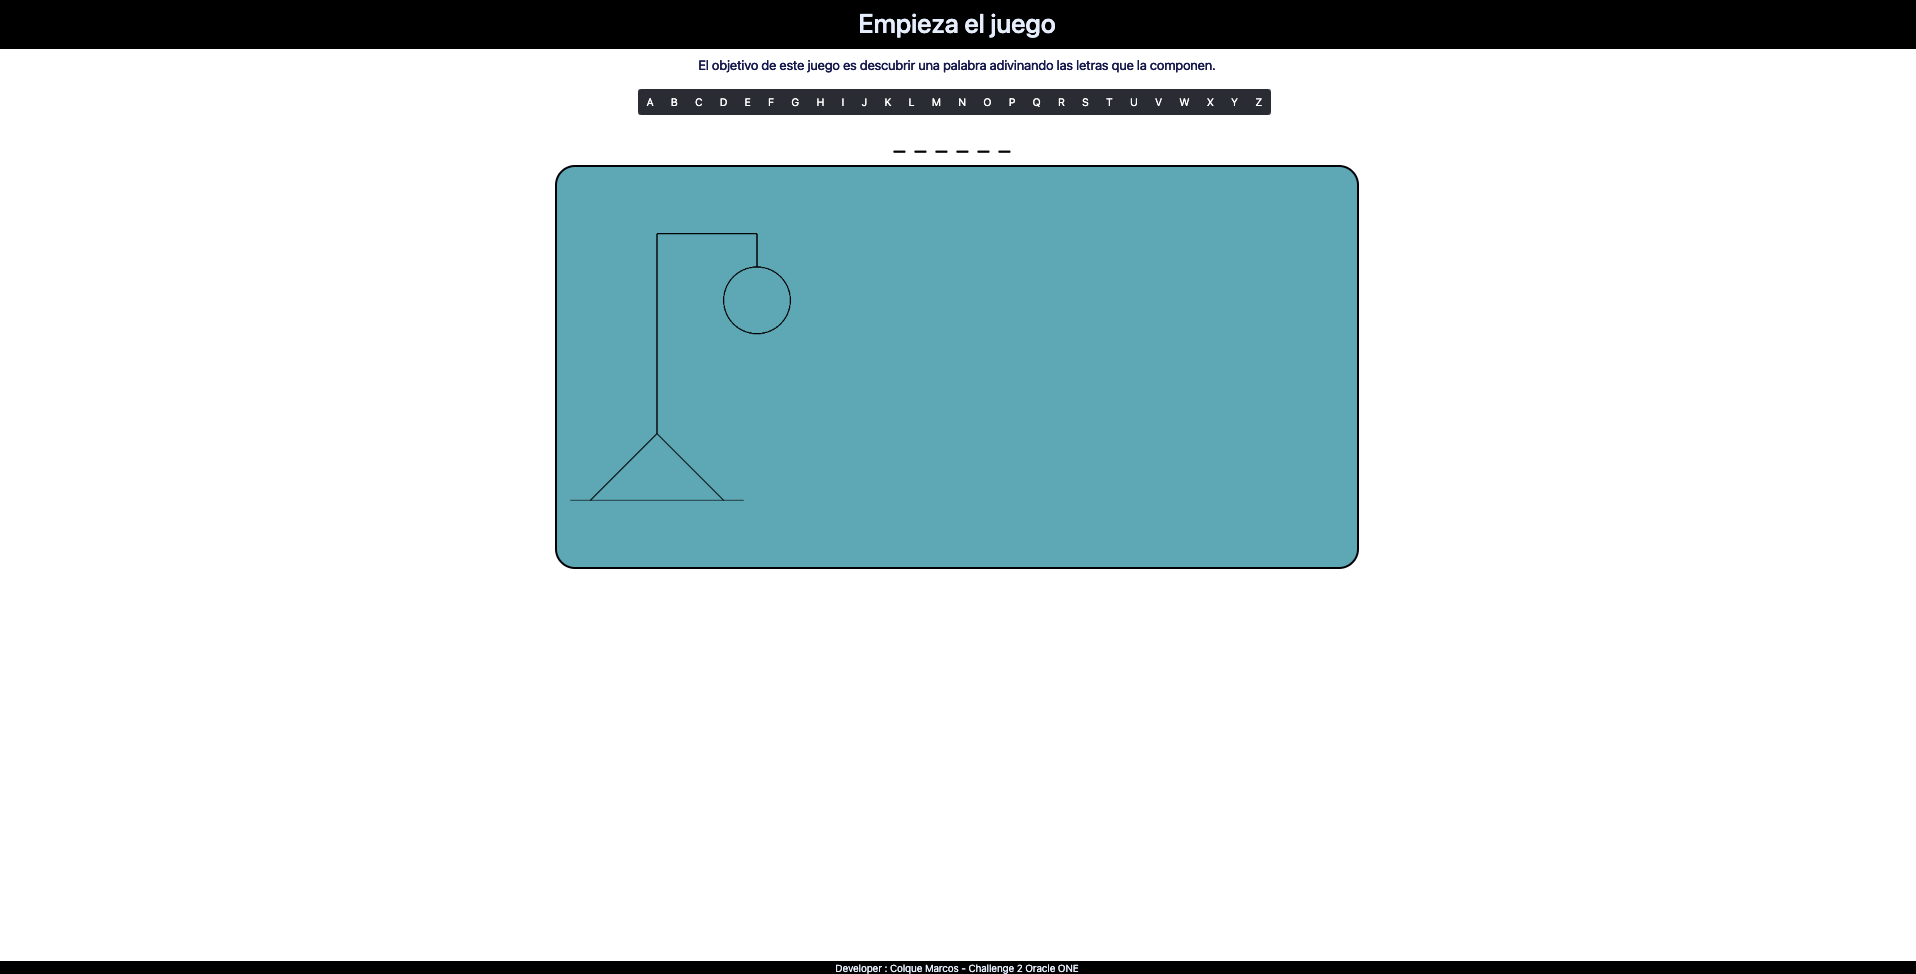 Empieza el juego
El objetivo de este juego es descubrir una palabra adivinando las letras que la componen.
A B C D E F G H I J K L M N O P Q R S T U V W X Y Z
_ _ _ _ _ _
Developer : Colque Marcos - Challenge 2 Oracle ONE